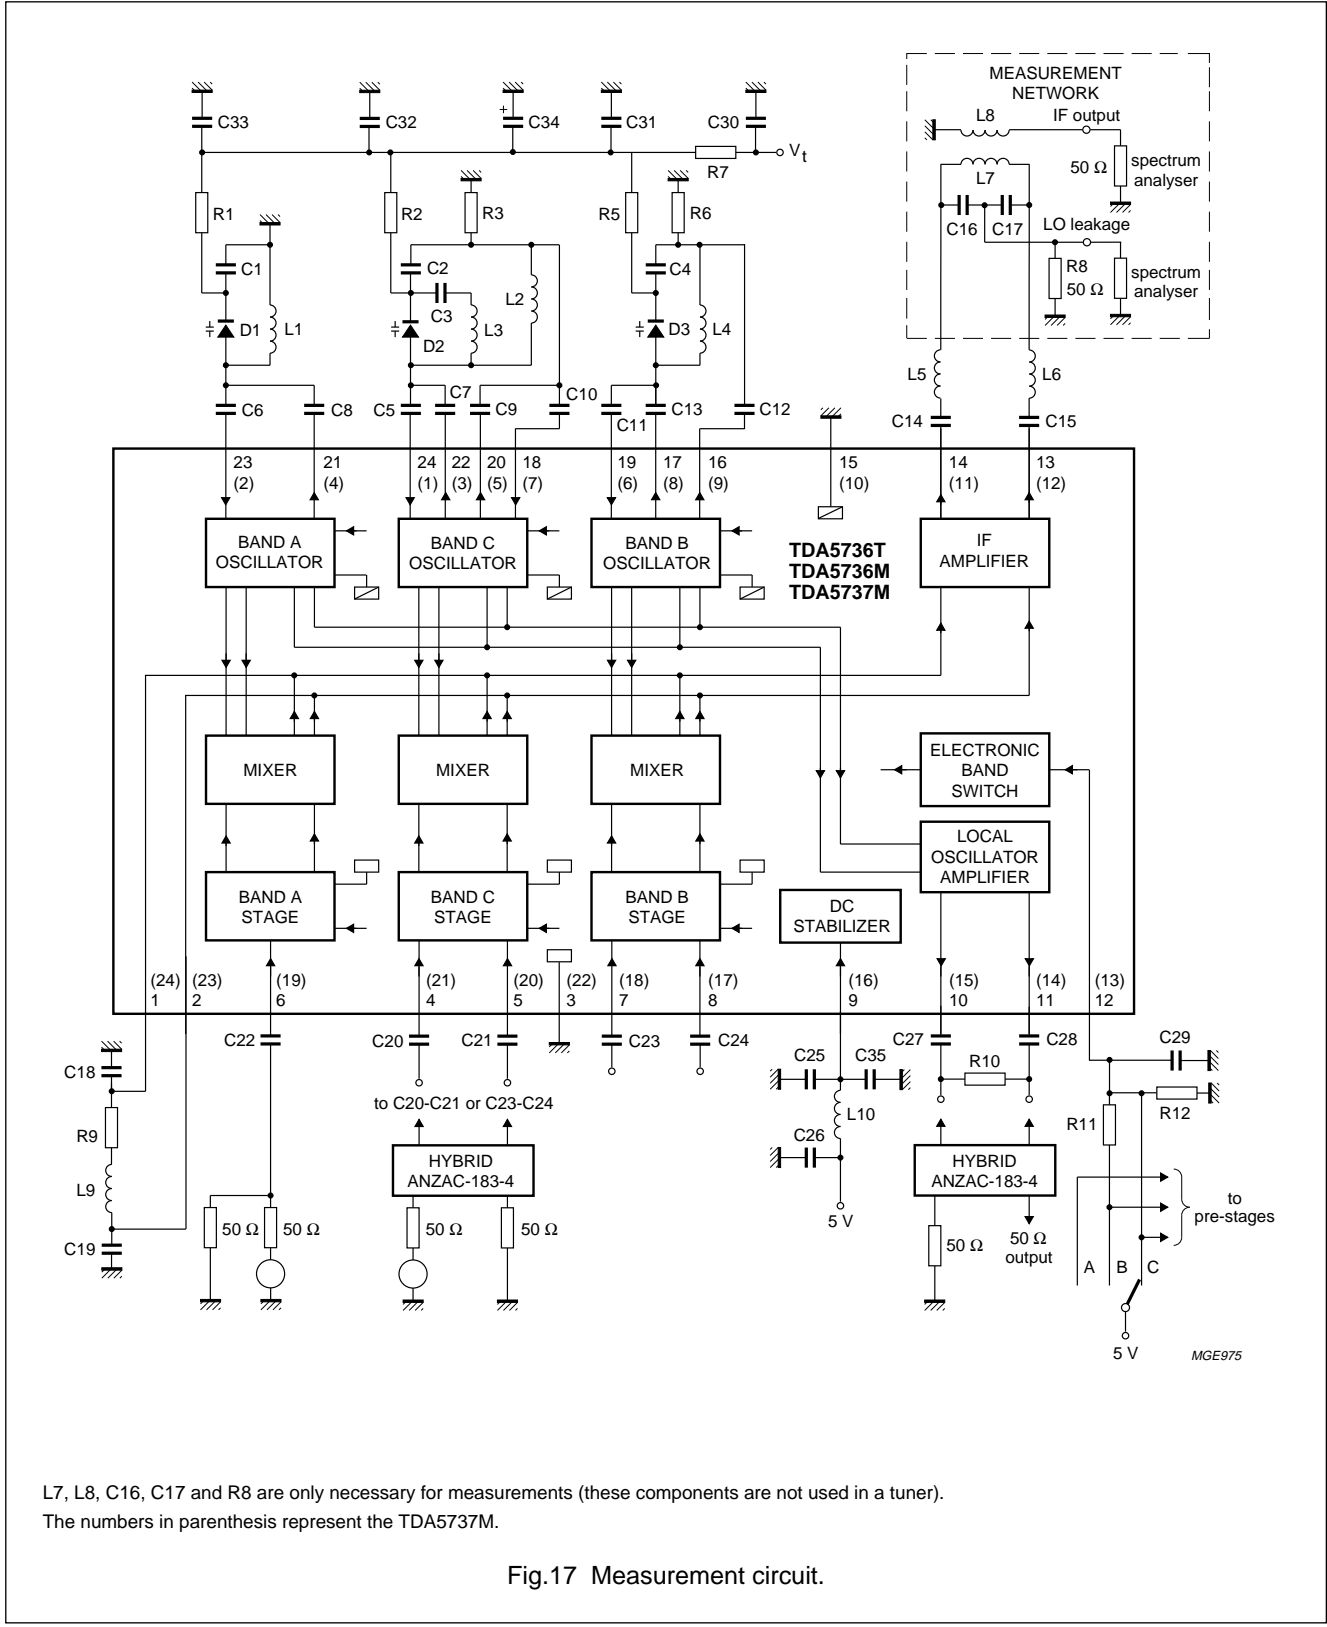 MEASUREMENT
NETWORK
L8
IF output
50 Ω
spectrum
analyser
L7
C16
C17
LO leakage
R8
50 Ω
spectrum
analyser
C33
C32
+
C34
C31
C30
R7
Vt
R1
R2
R3
R5
R6
C1
C2
C3
C4
L2
D1
L1
D2
L3
D3
L4
L5
L6
C6
C8
C5
C7
C9
C10
C11
C13
C12
C14
C15
23
(2)
21
(4)
24
(1)
22
(3)
20
(5)
18
(7)
19
(6)
17
(8)
16
(9)
15
(10)
14
(11)
13
(12)
BAND A
OSCILLATOR
BAND C
OSCILLATOR
BAND B
OSCILLATOR
TDA5736T
TDA5736M
TDA5737M
IF
AMPLIFIER
MIXER
MIXER
MIXER
ELECTRONIC
BAND
SWITCH
LOCAL
OSCILLATOR
AMPLIFIER
BAND A
STAGE
BAND C
STAGE
BAND B
STAGE
DC
STABILIZER
(24)
1
(23)
2
(19)
6
(21)
4
(20)
5
(22)
3
(18)
7
(17)
8
(16)
9
(15)
10
(14)
11
(13)
12
C22
C20
C21
C23
C24
C27
C28
C29
C18
C25
C35
R10
to C20-C21 or C23-C24
R9
L10
R11
R12
C26
HYBRID
ANZAC-183-4
HYBRID
ANZAC-183-4
L9
C19
50 Ω
50 Ω
50 Ω
50 Ω
5 V
50 Ω
50 Ω
output
to
pre-stages
A
B
C
5 V
MGE975
L7, L8, C16, C17 and R8 are only necessary for measurements (these components are not used in a tuner).
The numbers in parenthesis represent the TDA5737M.
Fig.17 Measurement circuit.